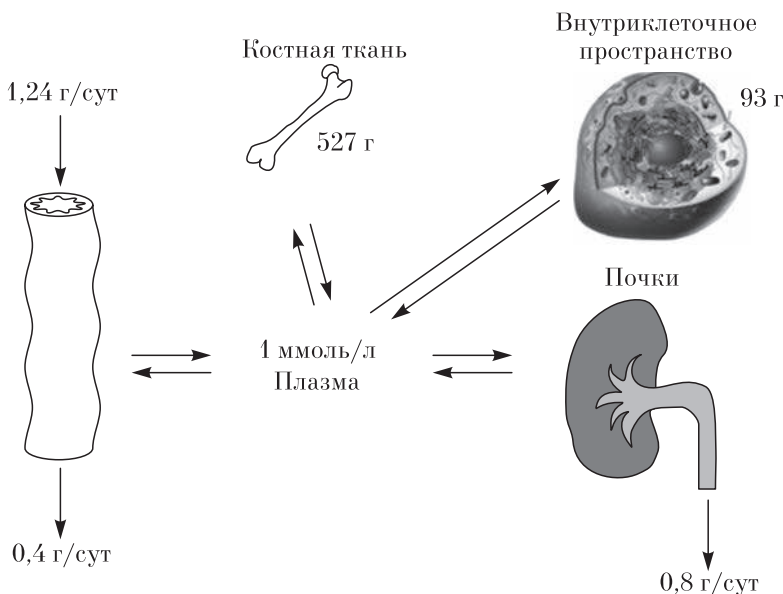 Внутриклеточное
пространство
Костная ткань
1,24 г/сут
93 г
527 г
Почки
1 ммоль/л
Плазма
0,4 г/сут
0,8 г/сут